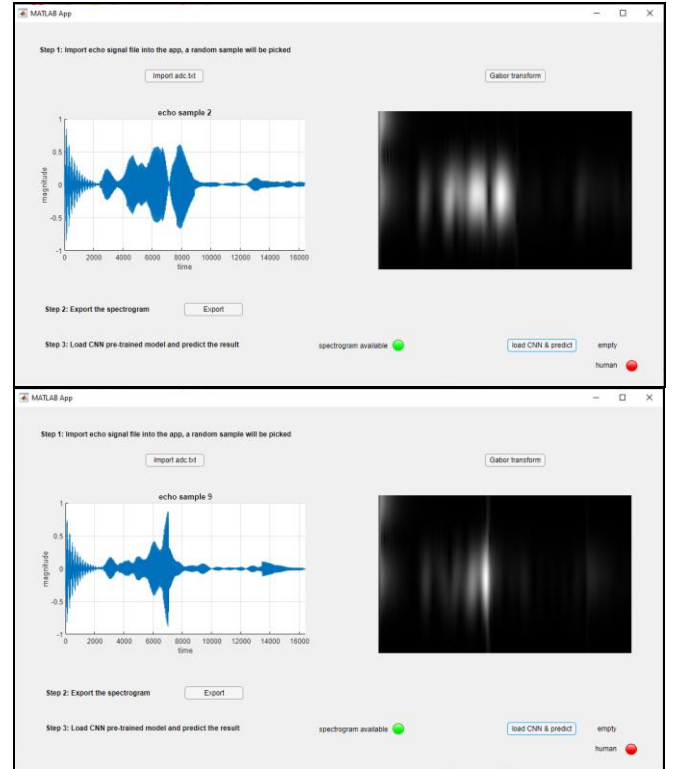 MATLAB App
Step 1: Import echo signal file into the app, a random sample will be picked
Import adc.txt
Gabor transform
echo sample 2
1
0.5
0
-0.5
-1
magnitude
0 2000 4000 6000 8000 10000 12000 14000 16000
time
Step 2: Export the spectrogram
Export
Step 3: Load CNN pre-trained model and predict the result
spectrogram available
load CNN & predict
empty
human
MATLAB App
Step 1: Import echo signal file into the app, a random sample will be picked
Import adc.txt
Gabor transform
echo sample 9
1
0.5
0
-0.5
-1
magnitude
0 2000 4000 6000 8000 10000 12000 14000 16000
time
Step 2: Export the spectrogram
Export
Step 3: Load CNN pre-trained model and predict the result
spectrogram available
load CNN & predict
empty
human